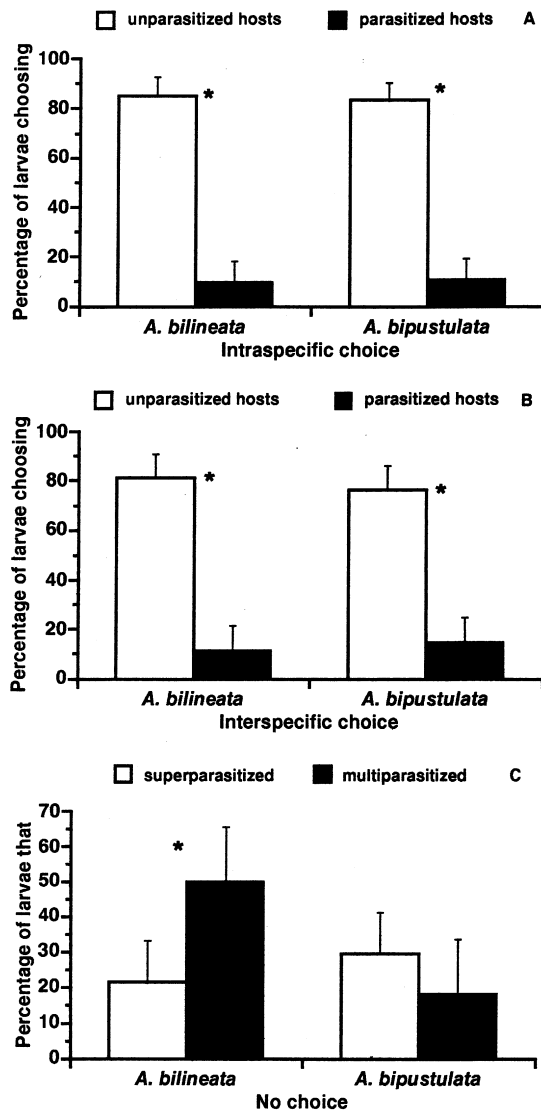 unparasitized hosts parasitized hosts A
Percentage of larvae choosing
100
80
60
40
20
0
A. bilineata A. bipustulata
Intraspecific choice
unparasitized hosts parasitized hosts B
Percentage of larvae choosing
100
80
60
40
20
0
* *
A. bilineata A. bipustulata
Interspecific choice
superparasitized multiparasitized C
Percentage of larvae that
70
60
50
40
30
20
10
0
*
A. bilineata A. bipustulata
No choice